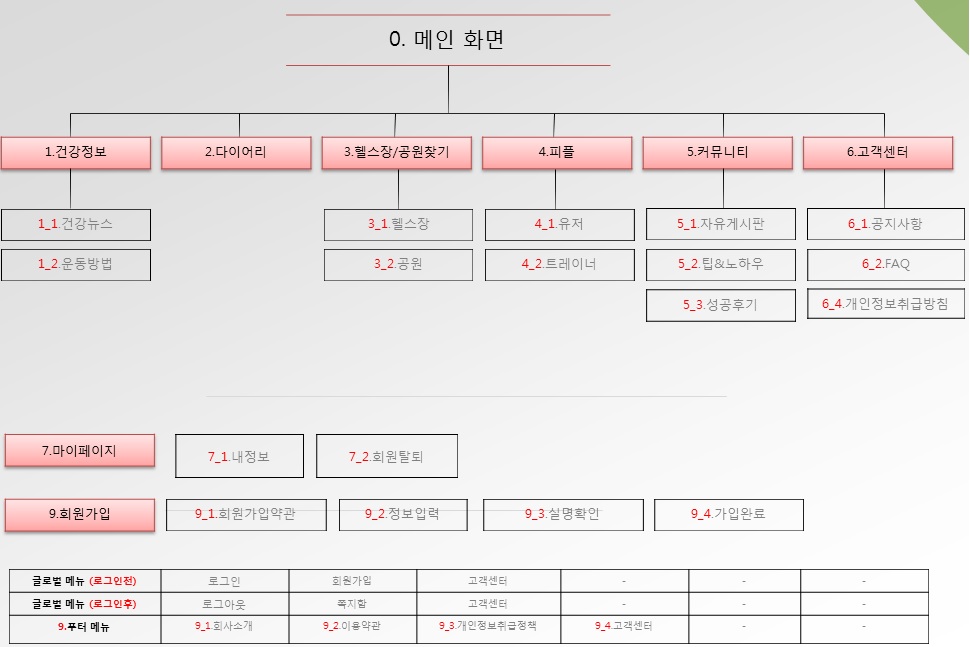 0. 메인 화면
1.건강정보 2.다이어리 3.헬스장/공원찾기 4.피플 5.커뮤니티 6.고객센터
1_1.건강뉴스 3_1.헬스장 4_1.유저 5_1.자유게시판 6_1.공지사항
1_2.운동방법 3_2.공원 4_2.트레이너 5_2.팁&노하우 6_2.FAQ
5_3.성공후기 6_4.개인정보취급방침
7.마이페이지 7_1.내정보 7_2.회원탈퇴
9.회원가입 9_1.회원가입약관 9_2.정보입력 9_3.실명확인 9_4.가입완료
글로벌 메뉴 (로그인전) 로그인 회원가입 고객센터 - - -
글로벌 메뉴 (로그인후) 로그아웃 쪽지함 고객센터 - - -
9.푸터 메뉴 9_1.회사소개 9_2.이용약관 9_3.개인정보취급정책 9_4.고객센터 - -